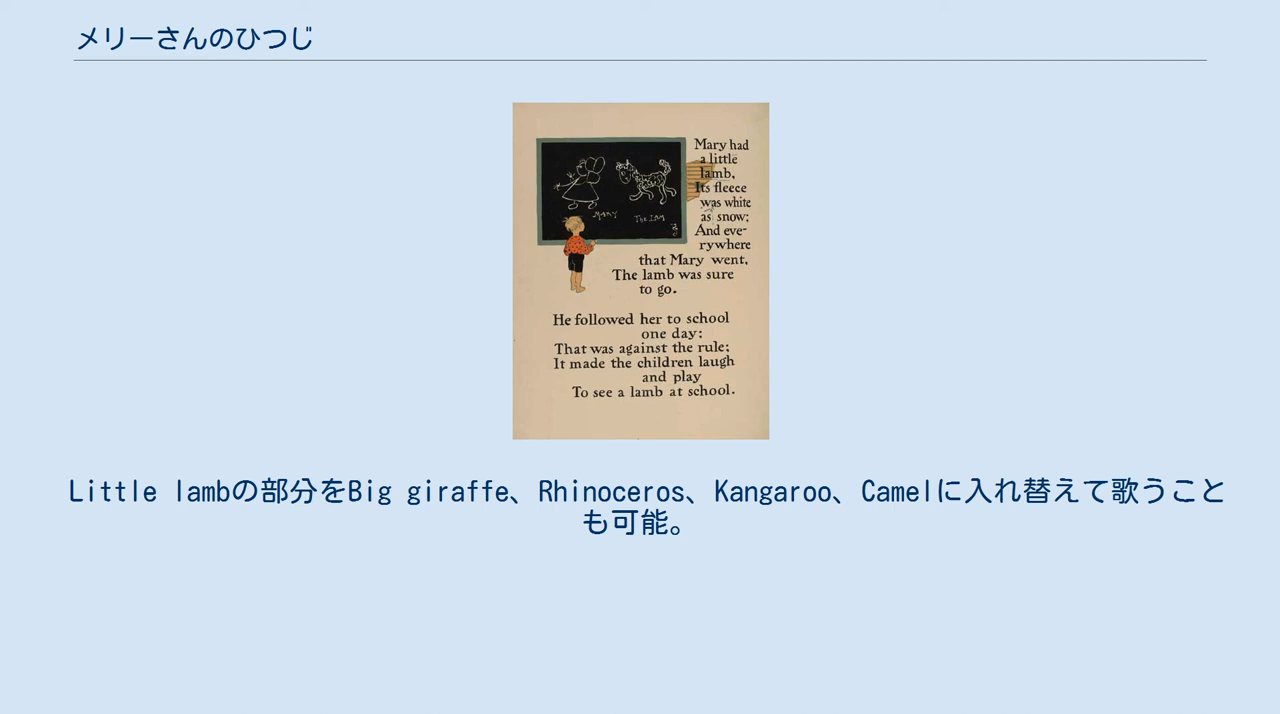 メリーさんのひつじ
Mary had
a little
lamb,
Its fleece
was white
as snow;
And eve-
rywhere
that Mary went,
The lamb was sure
to go.
MARY
He followed her to school
one day:
That was against the rule;
It made the children laugh
and play
To see a lamb at school.
Little lambの部分をBig giraffe、Rhinoceros、Kangaroo、Camelに入れ替えて歌うこと
も可能。